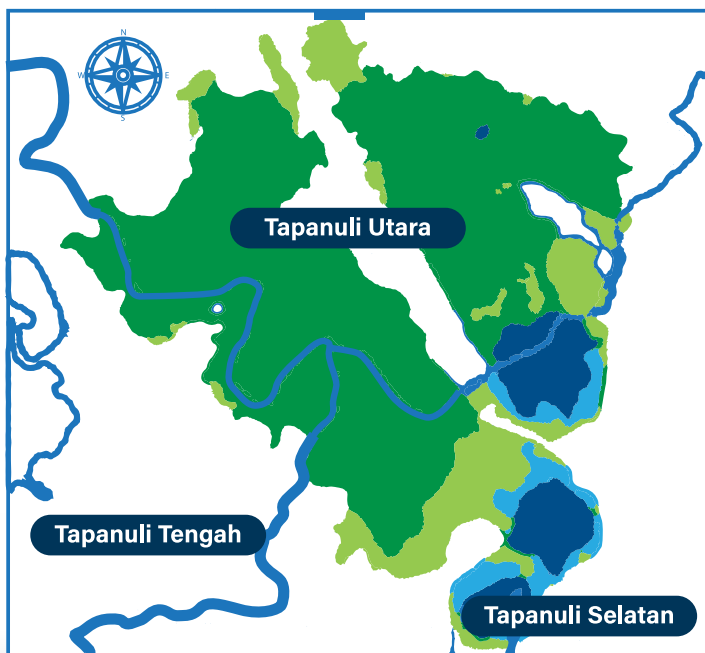 N
W E
S
Tapanuli Utara
Tapanuli Tengah
Tapanuli Selatan